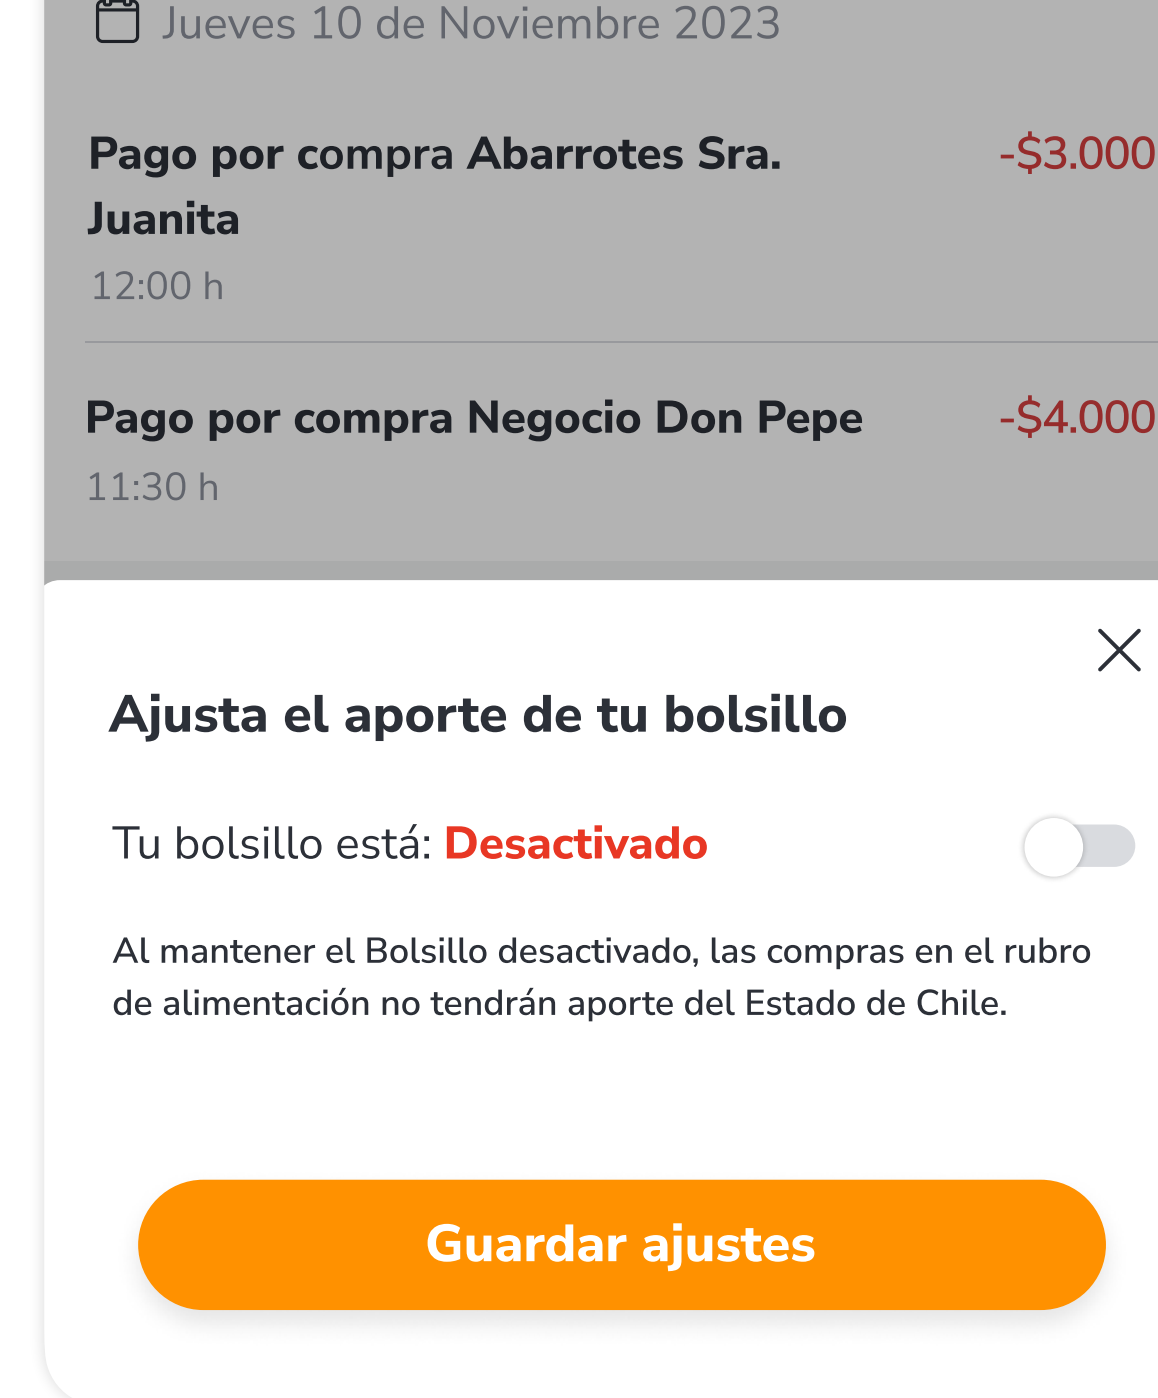 Jueves 10 de Noviembre 2023
Pago por compra Abarrotes Sra. -$3.000
Juanita
12:00 h
Pago por compra Negocio Don Pepe -$4.000
11:30 h
Ajusta el aporte de tu bolsillo
Tu bolsillo está: Desactivado
Al mantener el Bolsillo desactivado, las compras en el rubro
de alimentación no tendrán aporte del Estado de Chile.
Guardar ajustes